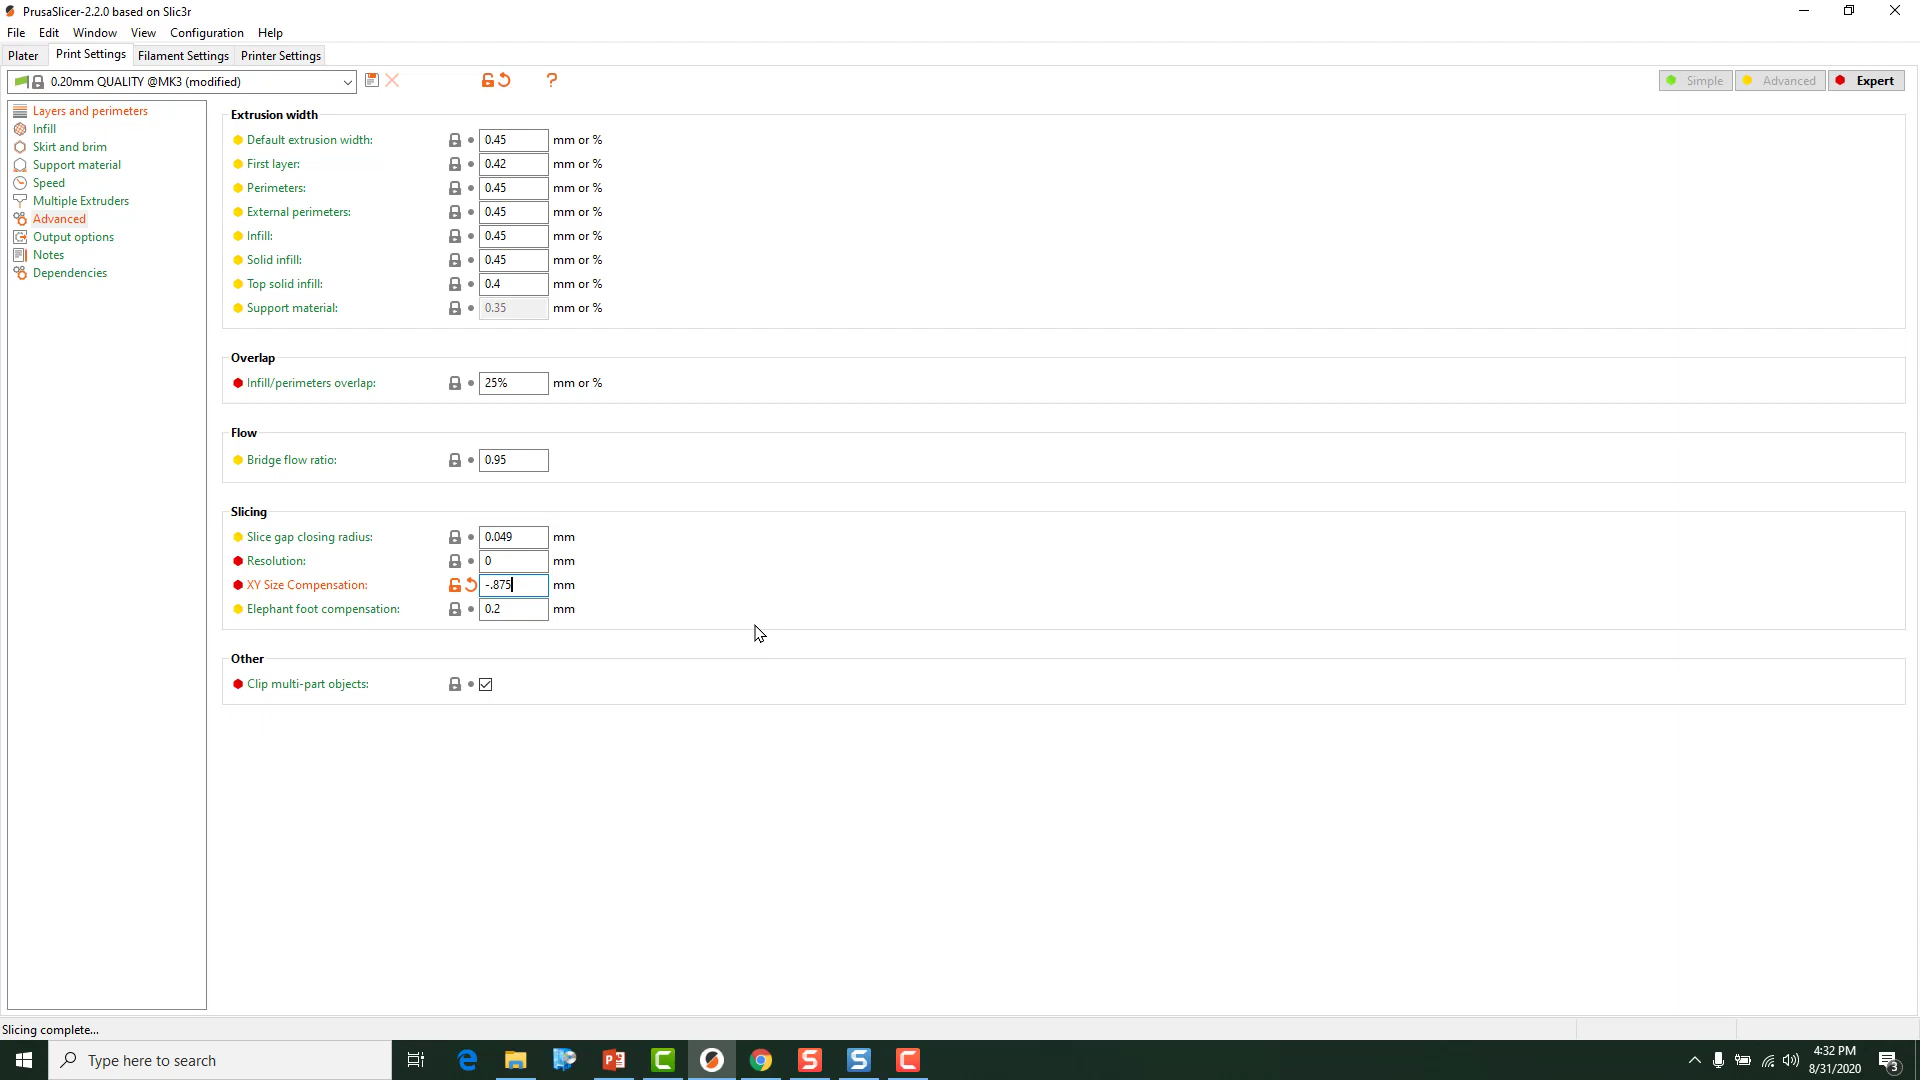 PrusaSlicer-2.2.0 based on Slic3r
File Edit Window View Configuration Help
Plater Print Settings Filament Settings Printer Settings
0.20mm QUALITY @MK3 (modified) ? Simple Advanced Expert
Layers and perimeters
Infill
Skirt and brim
Support material
Speed
Multiple Extruders
Advanced
Output options
Notes
Dependencies
Extrusion width
Default extrusion width: 0.45 mm or %
First layer: 0.42 mm or %
Perimeters: 0.45 mm or %
External perimeters: 0.45 mm or %
Infill: 0.45 mm or %
Solid infill: 0.45 mm or %
Top solid infill: 0.4 mm or %
Support material: 0.35 mm or %
Overlap
Infill/perimeters overlap: 25% mm or %
Flow
Bridge flow ratio: 0.95
Slicing
Slice gap closing radius: 0.049 mm
Resolution: 0 mm
XY Size Compensation: -.875 mm
Elephant foot compensation: 0.2 mm
Other
Clip multi-part objects:
Slicing complete...
Type here to search
4:32 PM
8/31/2020
3